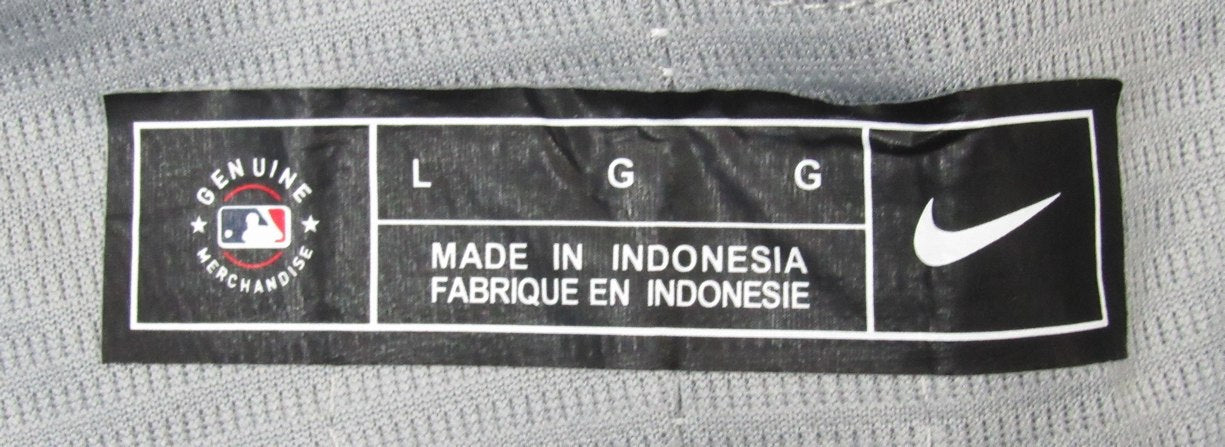 GENUINE
MERCHANDISE
L G G
MADE IN INDONESIA
FABRIQUE EN INDONESIE